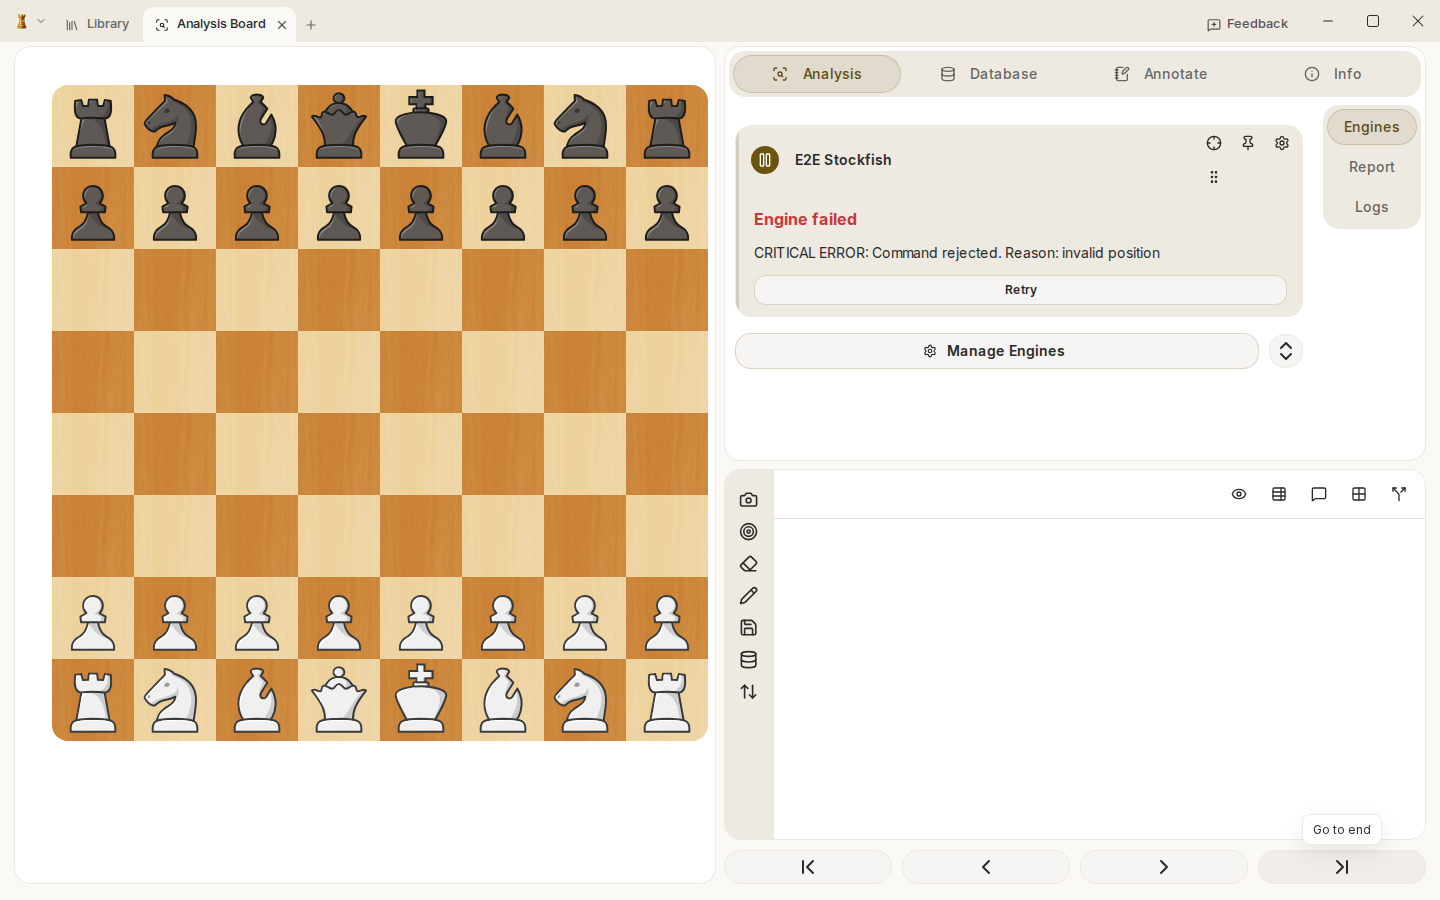 Library
Analysis Board
Feedback
Analysis
Database
Annotate
Info
E2E Stockfish
Engine failed
CRITICAL ERROR: Command rejected. Reason: invalid position
Retry
Manage Engines
Engines
Report
Logs
Go to end